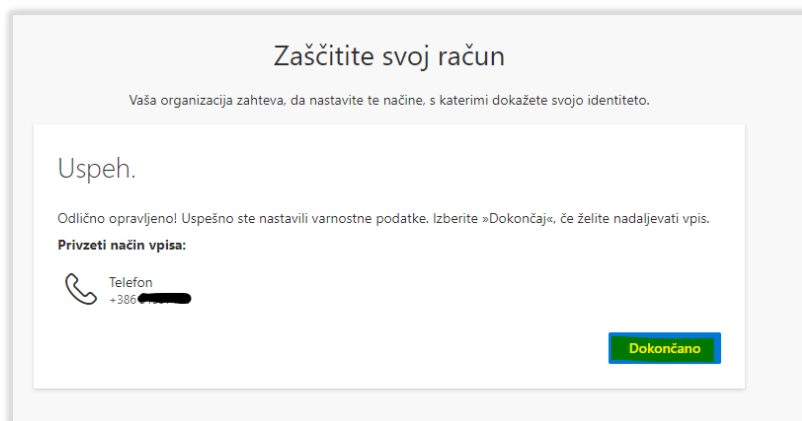 Zaščitite svoj račun
Vaša organizacija zahteva, da nastavite te načine, s katerimi dokažete svojo identiteto.
Uspeh.
Odlično opravljeno! Uspešno ste nastavili varnostne podatke. Izberite »Dokončaj«, če želite nadaljevati vpis.
Privzeti način vpisa:
Telefon
+386
Dokončano